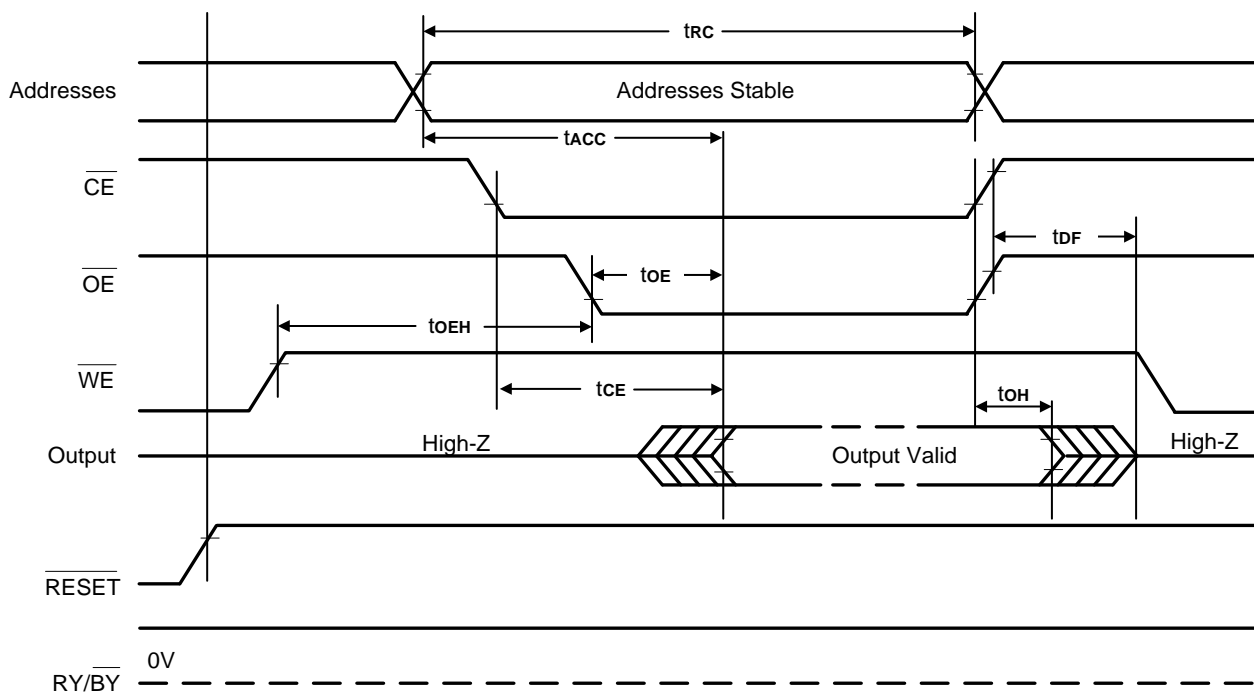 tRC
Addresses
Addresses Stable
tACC
CE
tDF
OE
tOE
tOEH
WE
tCE
tOH
High-Z
High-Z
Output
Output Valid
RESET
0V
RY/BY